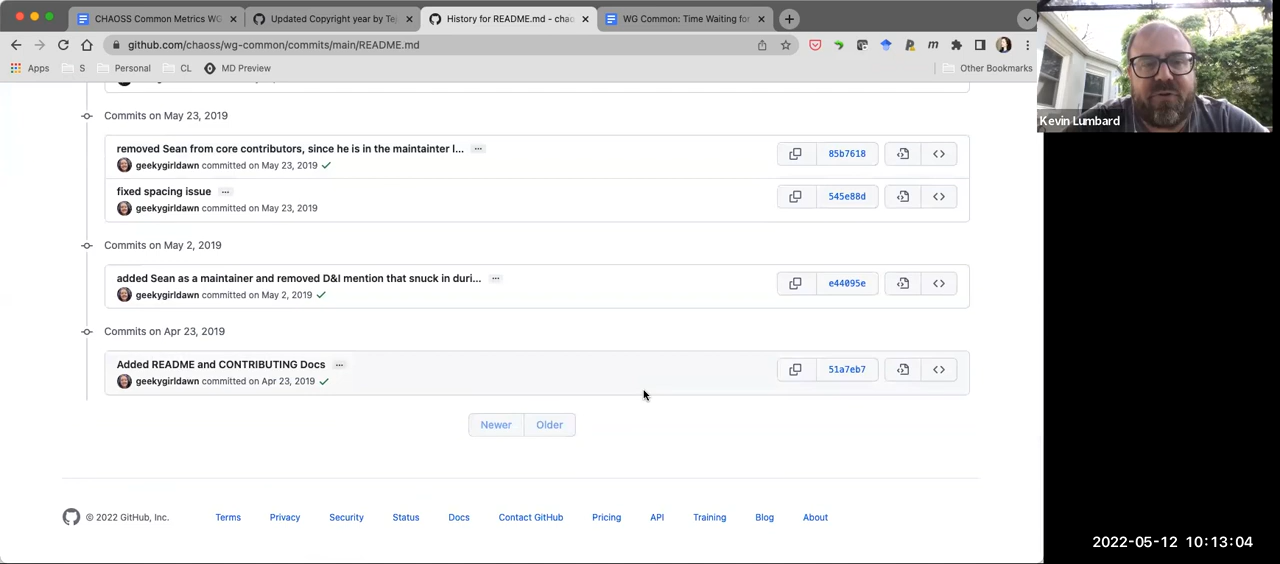 CHAOSS Common Metrics WG
Updated Copyright year by Tej
History for README.md - chao
WG Common: Time Waiting for
github.com/chaoss/wg-common/commits/main/README.md
Apps
S
Personal
CL
MD Preview
Other Bookmarks
Kevin Lumbard
Commits on May 23, 2019
removed Sean from core contributors, since he is in the maintainter l...
85b7618
geekygirldawn committed on May 23, 2019
fixed spacing issue
545e88d
geekygirldawn committed on May 23, 2019
Commits on May 2, 2019
added Sean as a maintainer and removed D&I mention that snuck in duri...
e44095e
geekygirldawn committed on May 2, 2019
Commits on Apr 23, 2019
Added README and CONTRIBUTING Docs
51a7eb7
geekygirldawn committed on Apr 23, 2019
Newer
Older
© 2022 GitHub, Inc.
Terms
Privacy
Security
Status
Docs
Contact GitHub
Pricing
API
Training
Blog
About
2022-05-12 10:13:04